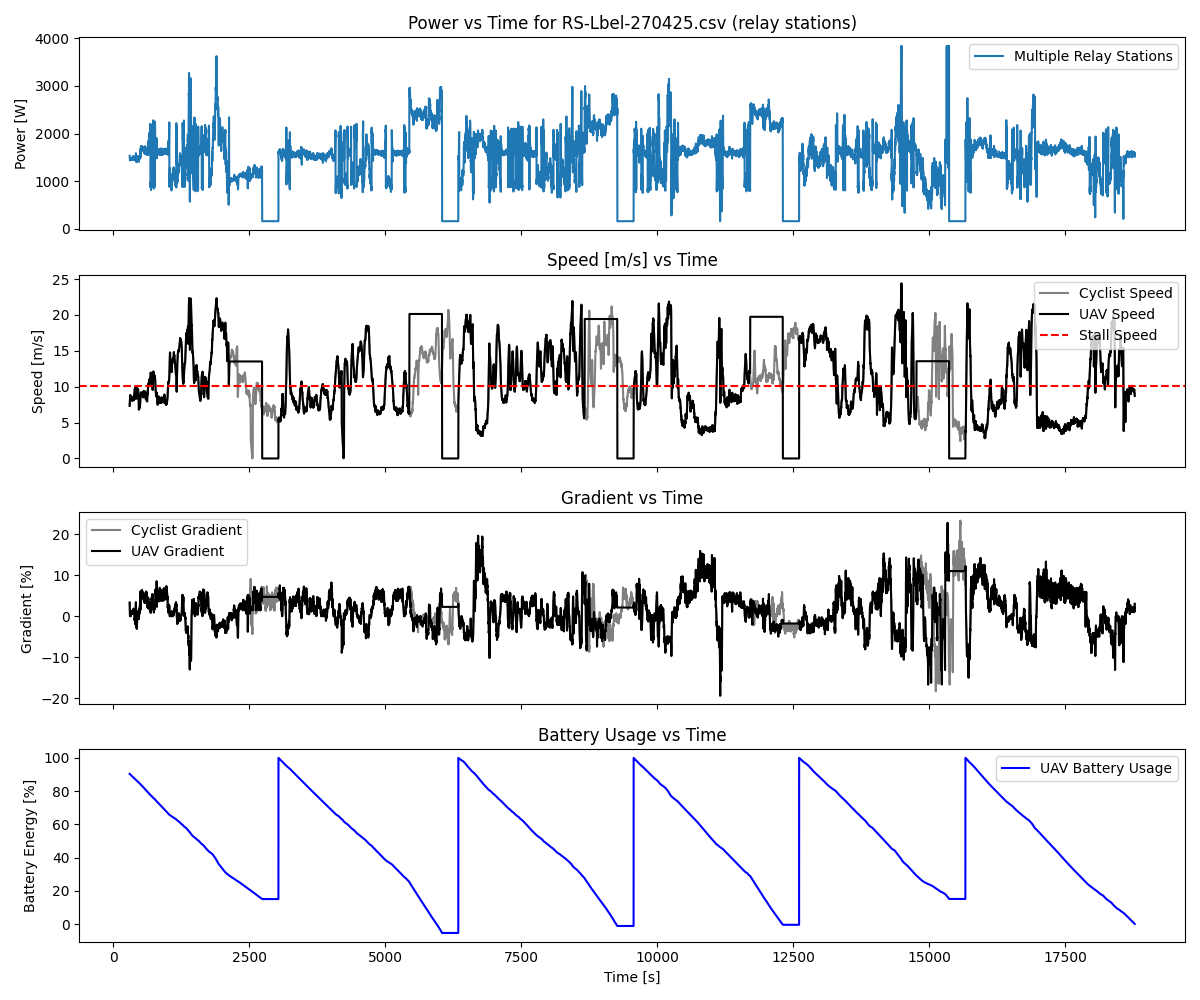 Power vs Time for RS-Lbel-270425.csv (relay stations)
4000
3000
2000
1000
0
Power [W]
Multiple Relay Stations
Speed [m/s] vs Time
25
20
15
10
5
0
Speed [m/s]
Cyclist Speed
UAV Speed
Stall Speed
Gradient vs Time
20
10
0
−10
−20
Gradient [%]
Cyclist Gradient
UAV Gradient
Battery Usage vs Time
100
80
60
40
20
0
Battery Energy [%]
UAV Battery Usage
0 2500 5000 7500 10000 12500 15000 17500
Time [s]